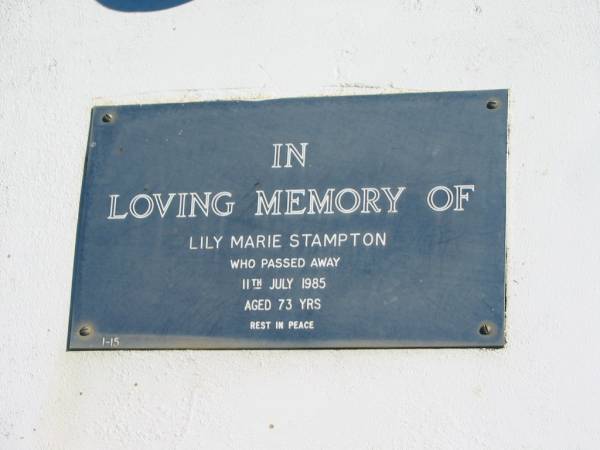 IN
LOVING MEMORY OF
LILY MARIE STAMPTON
WHO PASSED AWAY
11TH JULY 1985
AGED 73 YRS
REST IN PEACE
1-15